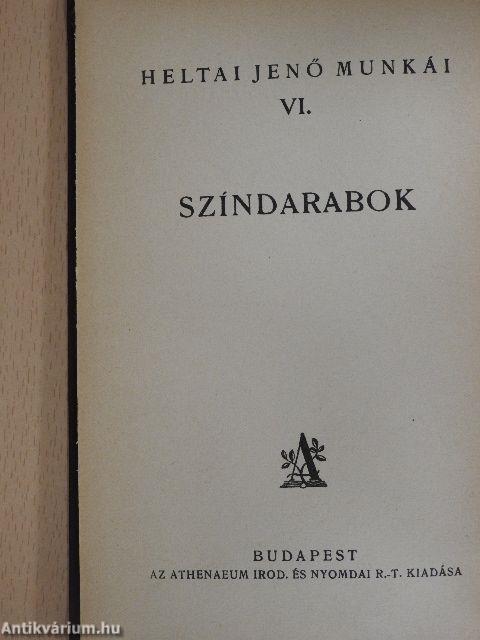 HELTAI JENŐ MUNKÁI
VI.
SZÍNDARABOK
A
BUDAPEST
AZ ATHENAEUM IROD. ÉS NYOMDAI R.-T. KIADÁSA
Antikvárium.hu